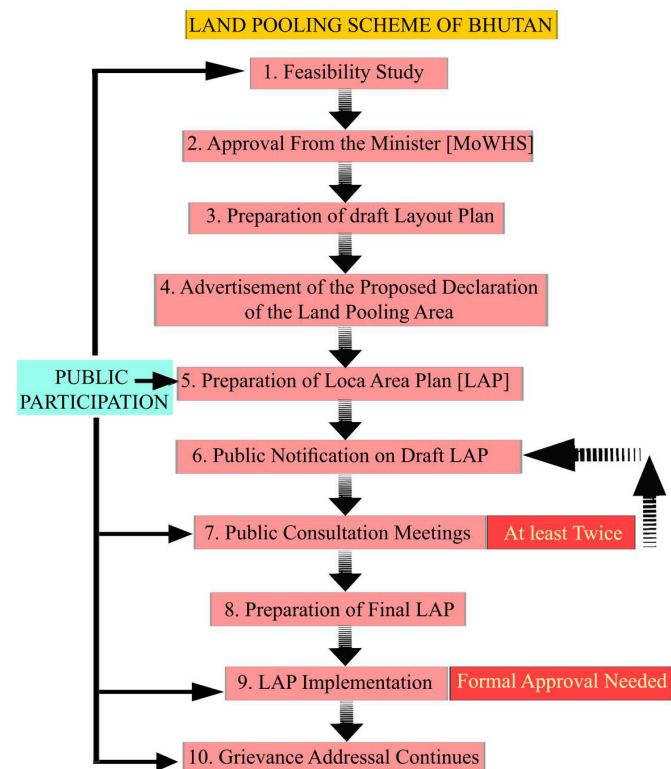 LAND POOLING SCHEME OF BHUTAN
1. Feasibility Study
2. Approval From the Minister [MoWHS]
3. Preparation of draft Layout Plan
4. Advertisement of the Proposed Declaration
of the Land Pooling Area
PUBLIC
PARTICIPATION
5. Preparation of Loca Area Plan [LAP]
6. Public Notification on Draft LAP
7. Public Consultation Meetings
At least Twice
8. Preparation of Final LAP
9. LAP Implementation
Formal Approval Needed
10. Grievance Addressal Continues